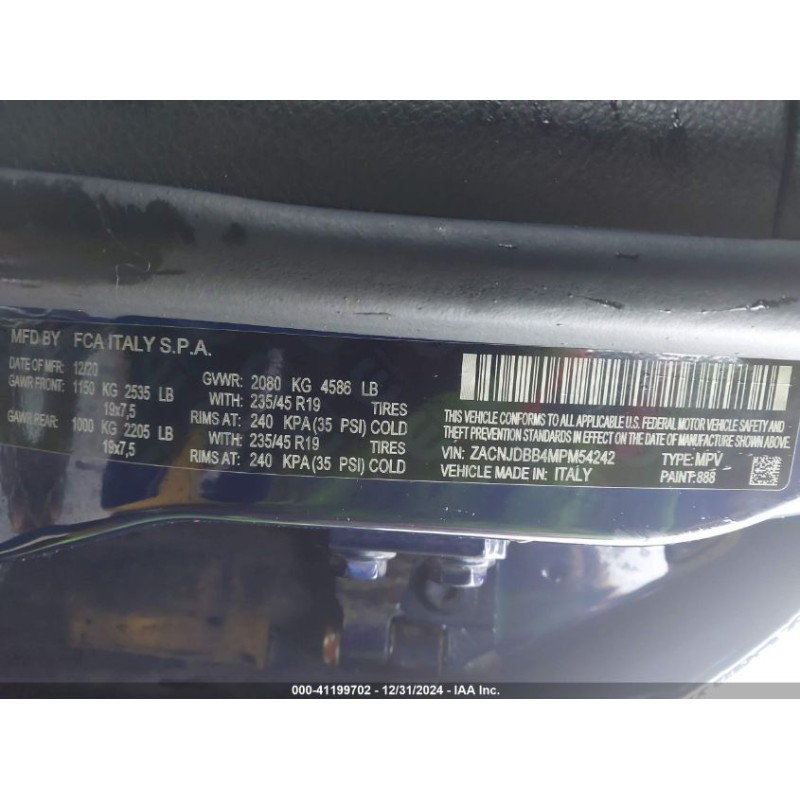 MFD BY FCA ITALY S.P.A.
DATE OF MFR: 12/20 GVWR: 2080 KG 4586 LB
GAWR FRONT: 1150 KG 2535 LB WITH: 235/45 R19 TIRES
19x7,5 RIMS AT: 240 KPA (35 PSI) COLD
GAWR REAR: 1000 KG 2205 LB WITH: 235/45 R19 TIRES
19x7,5 RIMS AT: 240 KPA (35 PSI) COLD
THIS VEHICLE CONFORMS TO ALL APPLICABLE U.S. FEDERAL MOTOR VEHICLE SAFETY, BUMPER AND
THEFT PREVENTION STANDARDS IN EFFECT ON THE DATE OF MANUFACTURE SHOWN ABOVE.
VIN: ZACNJDBB4MPM54242 TYPE: MPV
VEHICLE MADE IN: ITALY PAINT:888
000-41199702 - 12/31/2024 - IAA Inc.